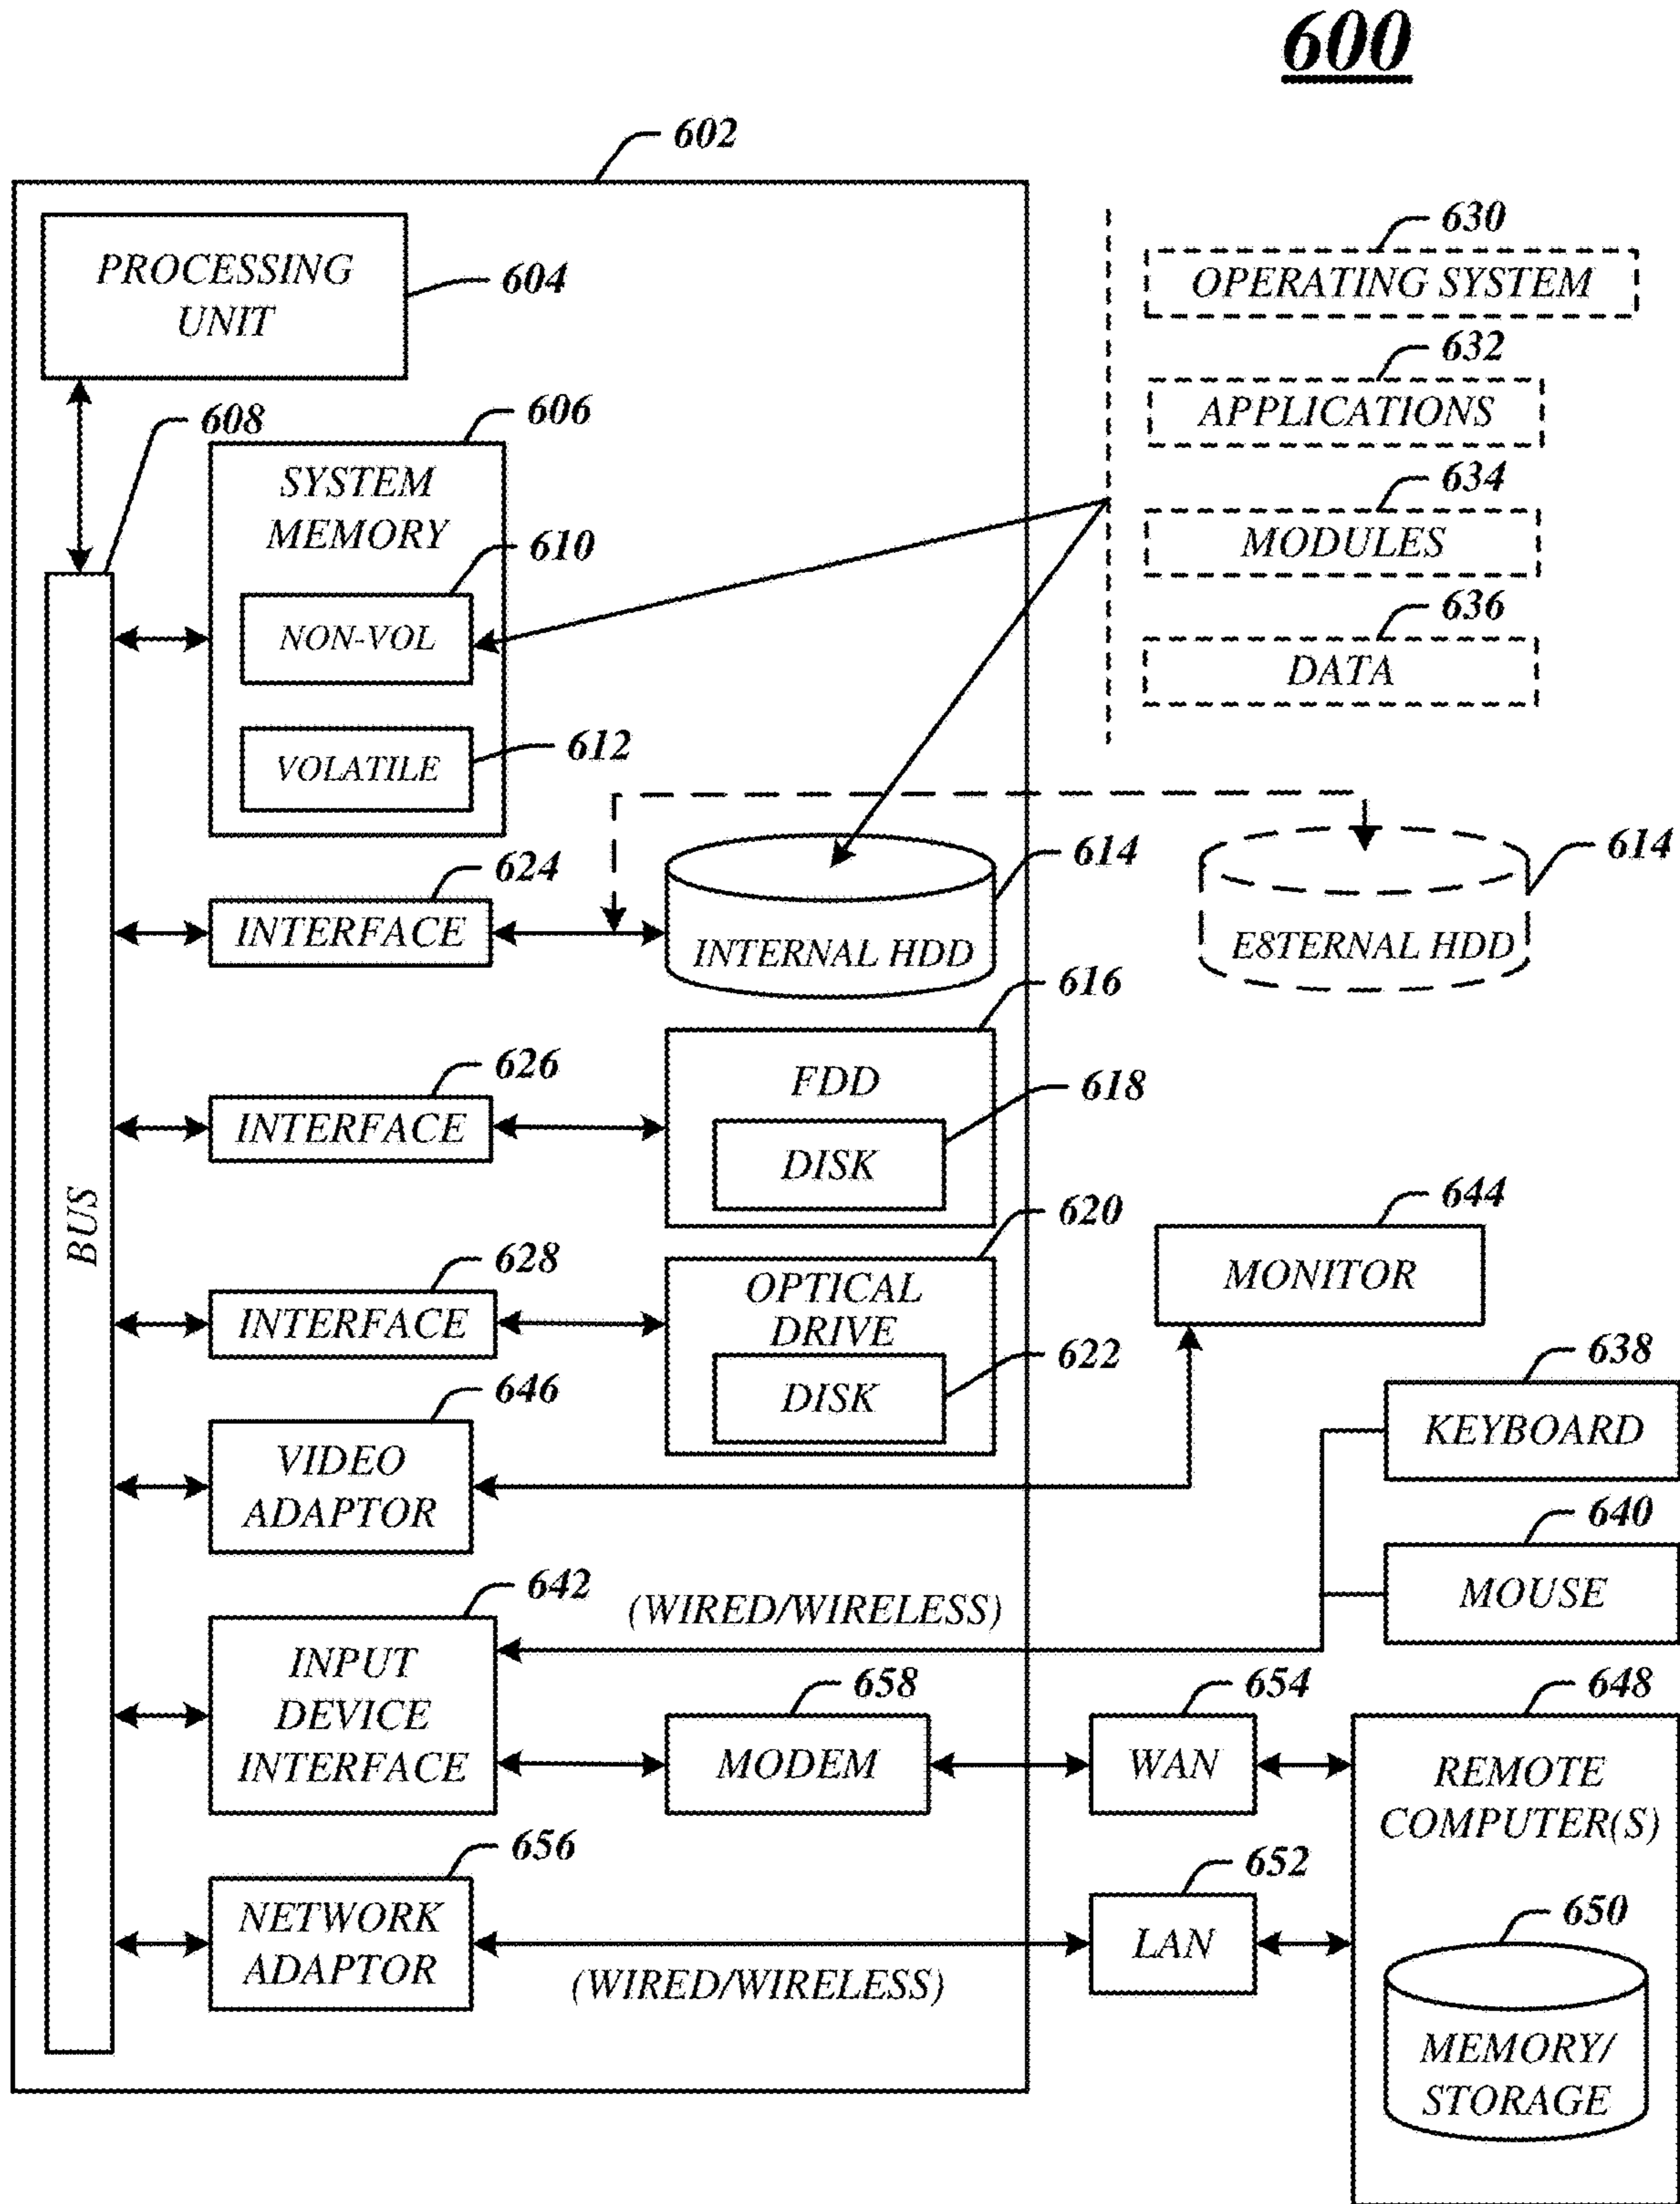 600
602
PROCESSING
UNIT
604
630
OPERATING SYSTEM
632
APPLICATIONS
634
MODULES
636
DATA
608
606
SYSTEM
MEMORY
610
NON-VOL
612
VOLATILE
BUS
624
INTERFACE
614
INTERNAL HDD
614
E8TERNAL HDD
616
FDD
618
DISK
626
INTERFACE
620
OPTICAL
DRIVE
622
DISK
628
INTERFACE
644
MONITOR
646
VIDEO
ADAPTOR
638
KEYBOARD
640
MOUSE
642
INPUT
DEVICE
INTERFACE
(WIRED/WIRELESS)
658
MODEM
654
WAN
648
REMOTE
COMPUTER(S)
656
NETWORK
ADAPTOR
(WIRED/WIRELESS)
652
LAN
650
MEMORY/
STORAGE